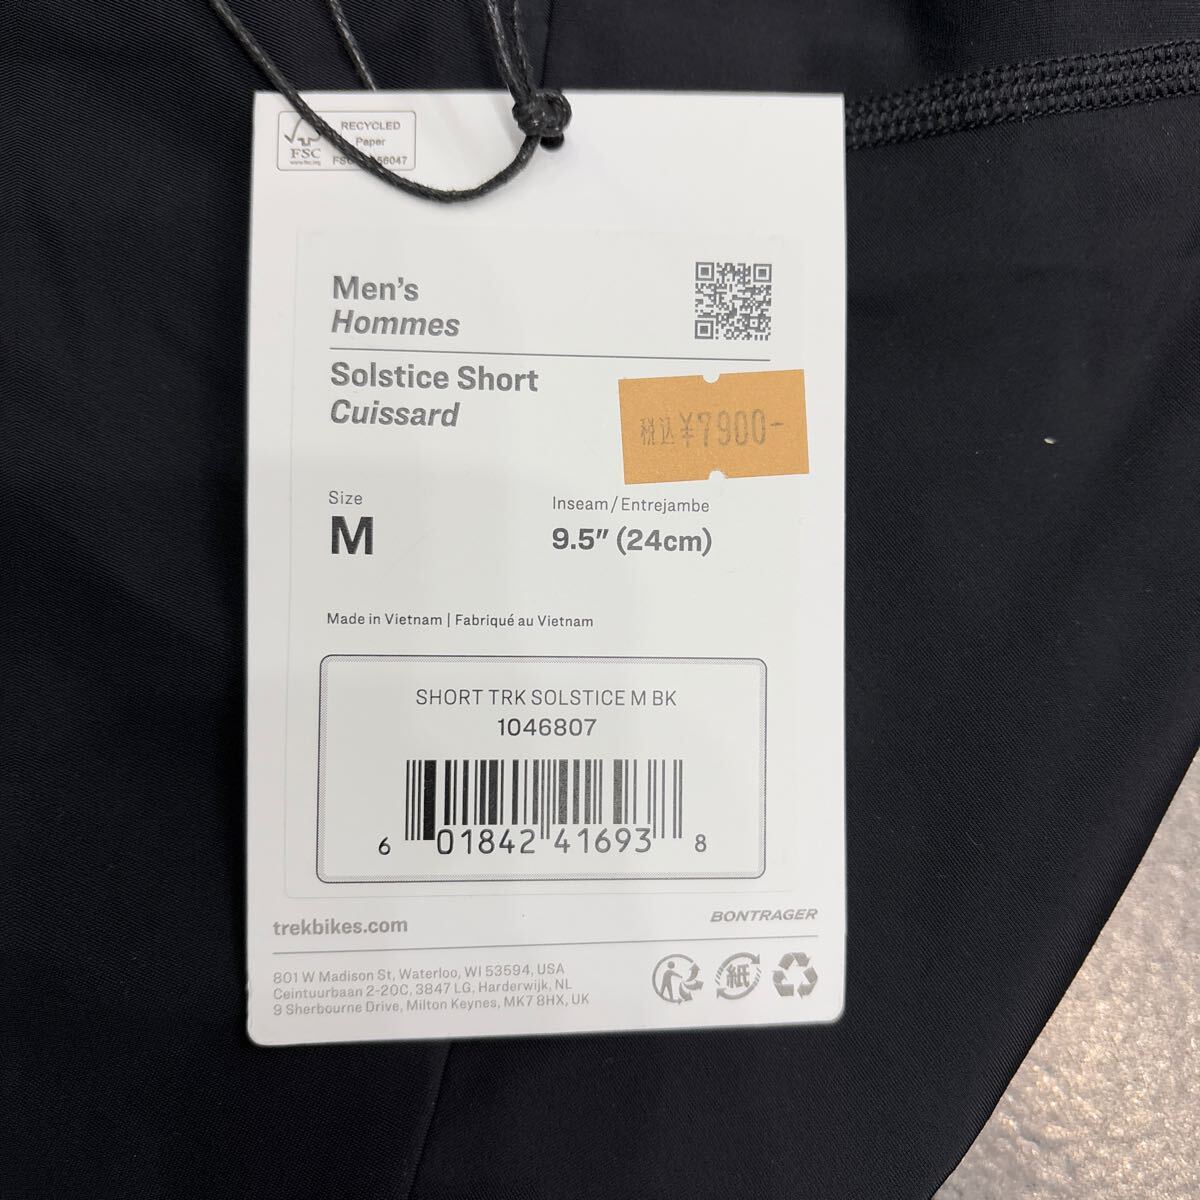 RECYCLED
Paper
FSC
www.fsc.org
Men's
Hommes
Solstice Short
Cuissard
税込¥7900-
Size
M
Inseam/Entrejambe
9.5" (24cm)
Made in Vietnam | Fabriqué au Vietnam
SHORT TRK SOLSTICE M BK
1046807
6 01842 41693 8
trekbikes.com
BONTRAGER
801 W Madison St, Waterloo, WI 53594, USA
Ceintuurbaan 2-20C, 3847 LG, Harderwijk, NL
9 Sherbourne Drive, Milton Keynes, MK7 8HX, UK
紙